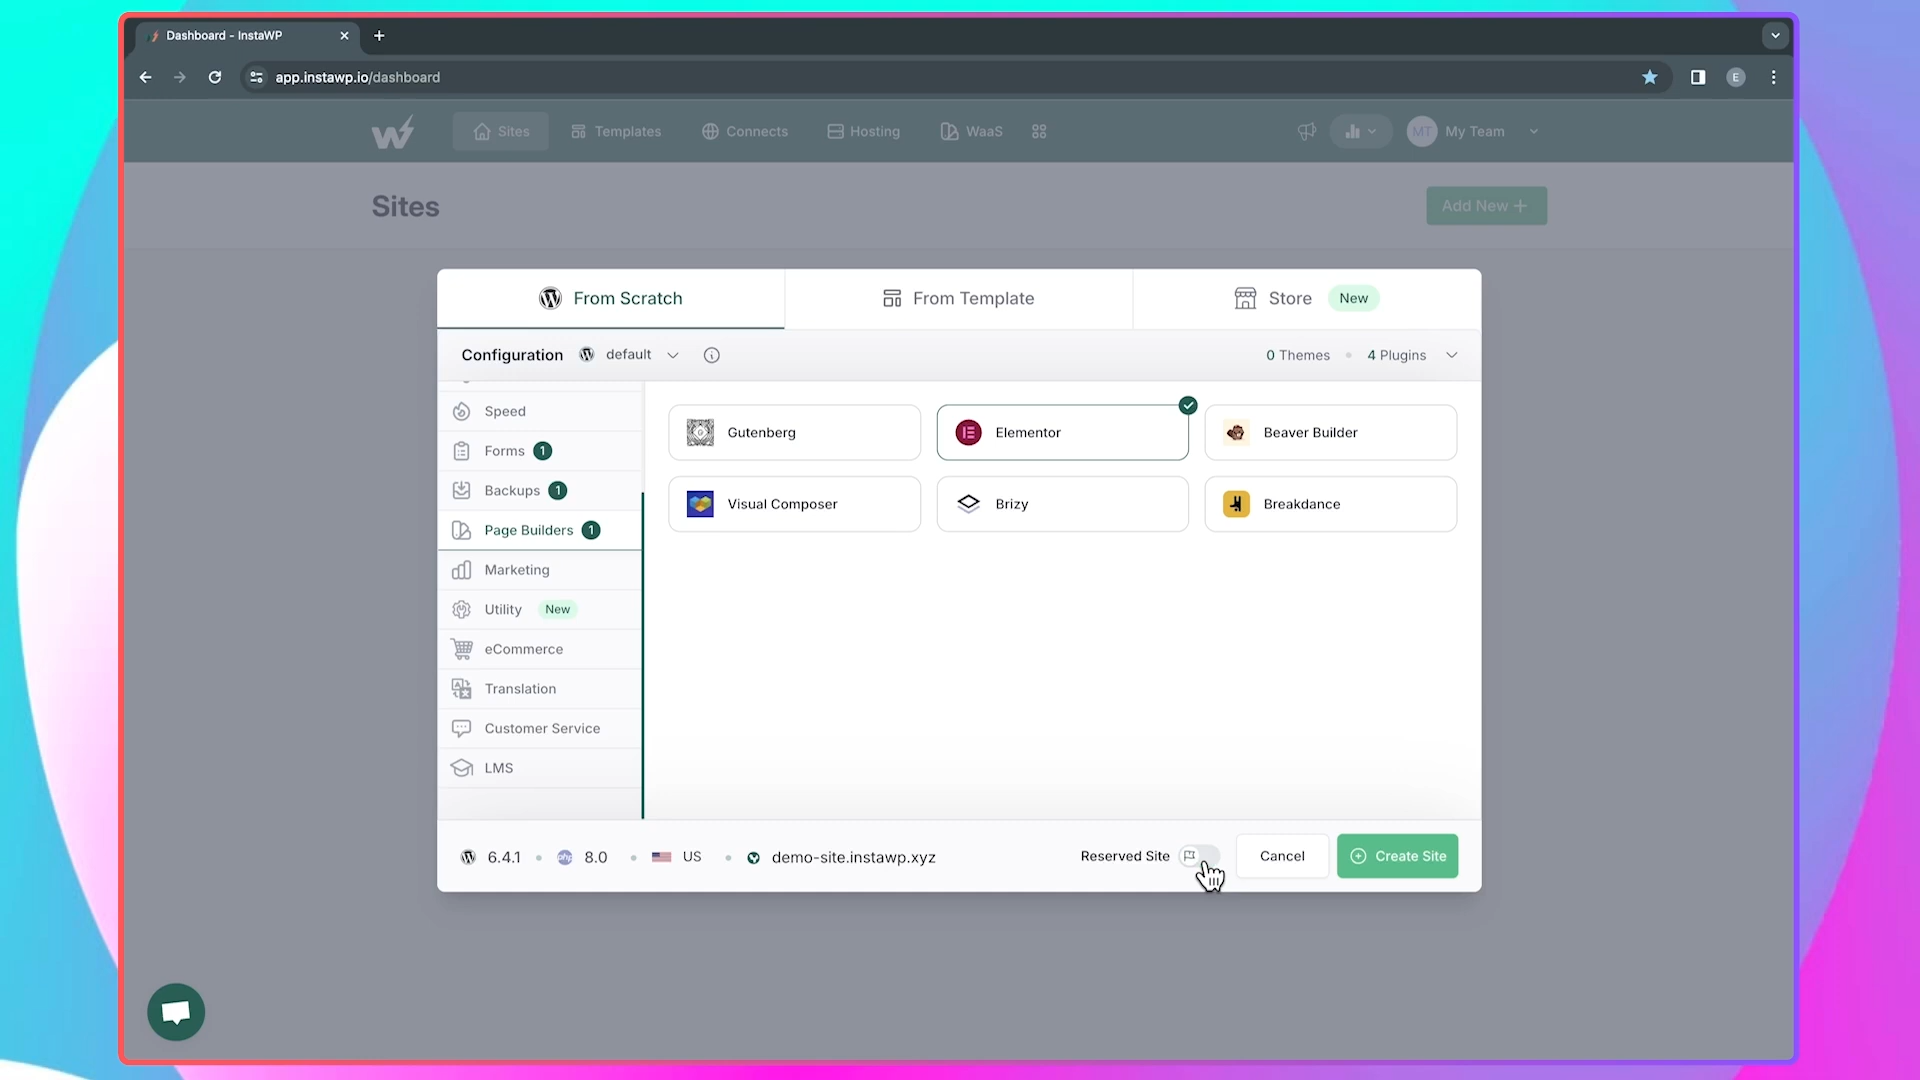 Dashboard - InstaWP
app.instawp.io/dashboard
E
Sites
Templates
Connects
Hosting
WaaS
MT
My Team
Sites
Add New +
From Scratch
From Template
Store
New
Configuration
default
0 Themes
4 Plugins
Speed
Forms 1
Backups 1
Page Builders 1
Marketing
Utility New
eCommerce
Translation
Customer Service
LMS
Gutenberg
Elementor
Beaver Builder
Visual Composer
Brizy
Breakdance
6.4.1
php 8.0
US
demo-site.instawp.xyz
Reserved Site
Cancel
Create Site